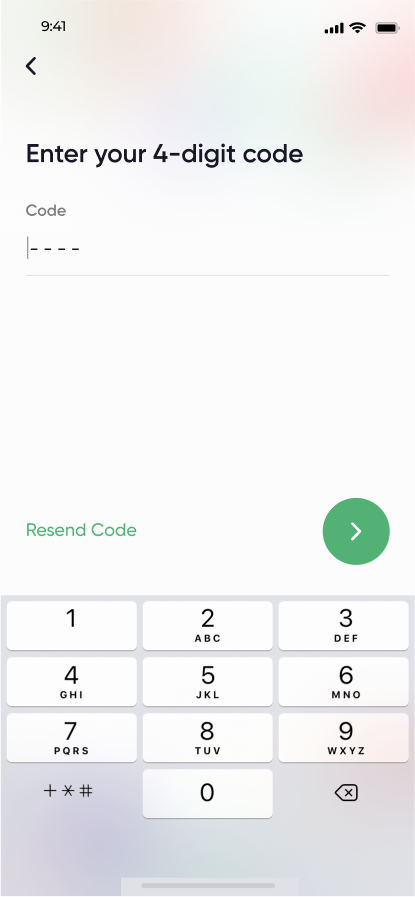 9:41
Enter your 4-digit code
Code
----
Resend Code
1
2
ABC
3
DEF
4
GHI
5
JKL
6
MNO
7
PQRS
8
TUV
9
WXYZ
+*#
0